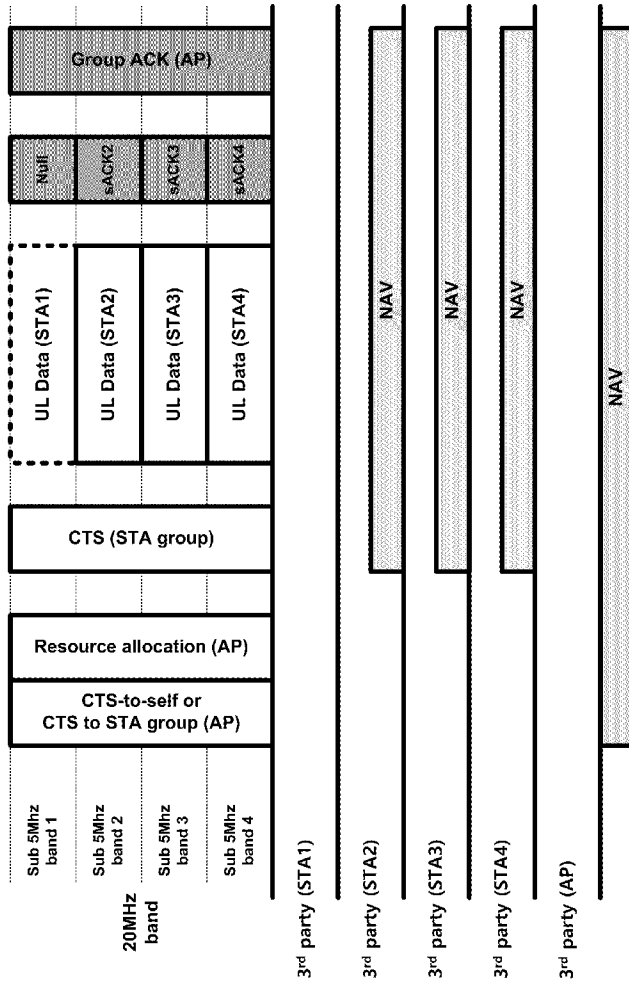 Group ACK (AP)
Null
sACK2
sACK3
sACK4
UL Data (STA1)
UL Data (STA2)
UL Data (STA3)
UL Data (STA4)
CTS (STA group)
Resource allocation (AP)
CTS-to-self or
CTS to STA group (AP)
Sub 5Mhz
band 1
Sub 5Mhz
band 2
Sub 5Mhz
band 3
Sub 5Mhz
band 4
20MHz
band
3rd party (STA1)
3rd party (STA2)
NAV
3rd party (STA3)
NAV
3rd party (STA4)
NAV
3rd party (AP)
NAV